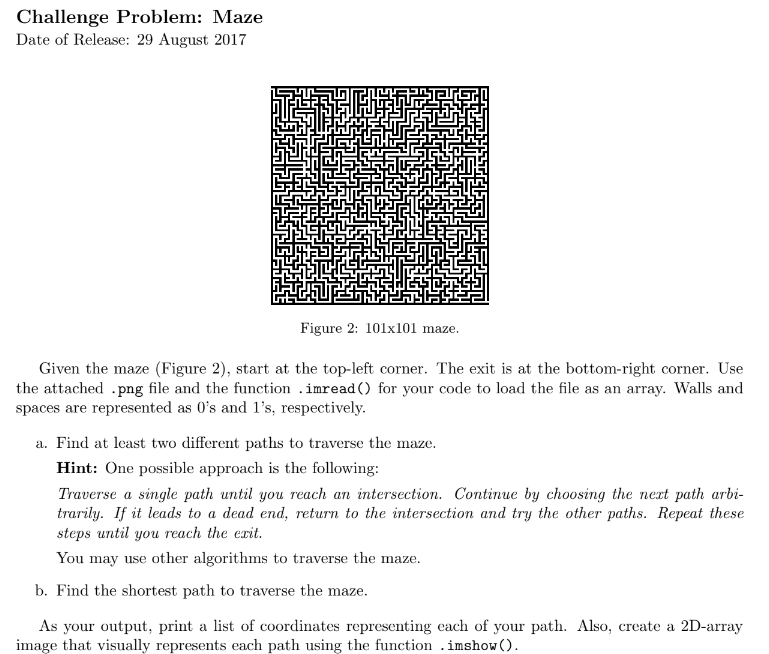 Challenge Problem: Maze
Date of Release: 29 August 2017
Figure 2: 101x101 maze.
Given the maze (Figure 2), start at the top-left corner. The exit is at the bottom-right corner. Use
the attached .png file and the function .imread() for your code to load the file as an array. Walls and
spaces are represented as 0's and 1's, respectively.
a. Find at least two different paths to traverse the maze.
Hint: One possible approach is the following:
Traverse a single path until you reach an intersection. Continue by choosing the next path arbi-
trarily. If it leads to a dead end, return to the intersection and try the other paths. Repeat these
steps until you reach the exit.
You may use other algorithms to traverse the maze.
b. Find the shortest path to traverse the maze.
As your output, print a list of coordinates representing each of your path. Also, create a 2D-array
image that visually represents each path using the function .imshow().